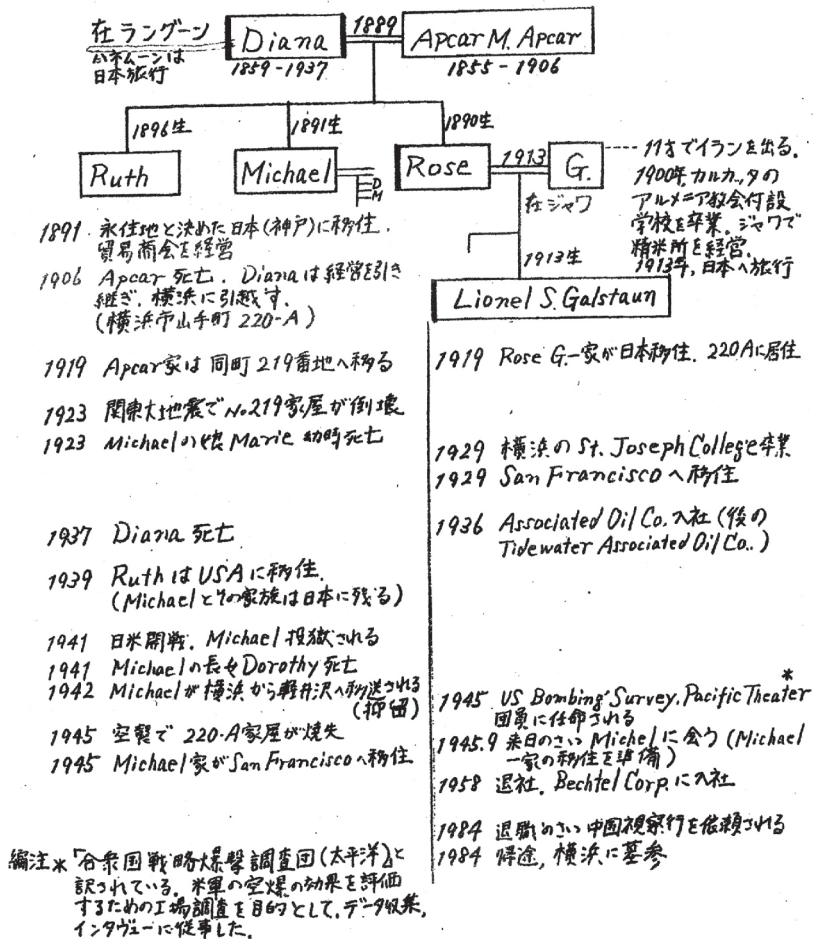 在ラングーン
ハネムーンは
日本旅行
Diana
1859-1937
1889
Apcar M. Apcar
1855-1906
1896生
1891生
1890生
Ruth
Michael
D
M
Rose
1913
G.
在ジャワ
11才でイランを出る.
1900年, カルカッタの
アルメニア教会付設
学校を卒業. ジャワで
精米所を経営.
1913年, 日本へ旅行
1913生
Lionel S. Galstaun
1891 永住地と決めた日本(神戸)に移住.
貿易商会を経営
1906 Apcar 死亡. Dianaは経営を引き
継ぎ, 横浜に引越す.
(横浜市山手町 220-A)
1919 Apcar家は同町219番地へ移る
1923 関東大地震でNo219家屋が倒壊
1923 Michaelの娘Marie 幼時死亡
1937 Diana 死亡
1939 RuthはUSAに移住.
(Michaelとその家族は日本に残る)
1941 日米開戦. Michael 投獄される
1941 Michaelの長女Dorothy 死亡
1942 Michaelが横浜から軽井沢へ移送される
(抑留)
1945 空襲で 220-A家屋が焼失
1945 Michael家がSan Franciscoへ移住
1919 Rose G.一家が日本移住. 220Aに居住
1929 横浜の St. Joseph College卒業
1929 San Franciscoへ移住
1936 Associated Oil Co. 入社(後の
Tidewater Associated Oil Co..)
*
1945 US Bombing Survey, Pacific Theater
団員に任命される
1945.9 来日のさい Michelに会う(Michael
一家の移住を準備)
1958 退社. Bechtel Corp.に入社
1984 退職のさい中国視察行を依頼される
1984 帰途, 横浜に墓参
編注*「合衆国戦略爆撃調査団(太平洋)」と
訳されている. 米軍の空爆の効果を評価
するための工場調査を目的として, データ収集,
インタヴューに従事した.